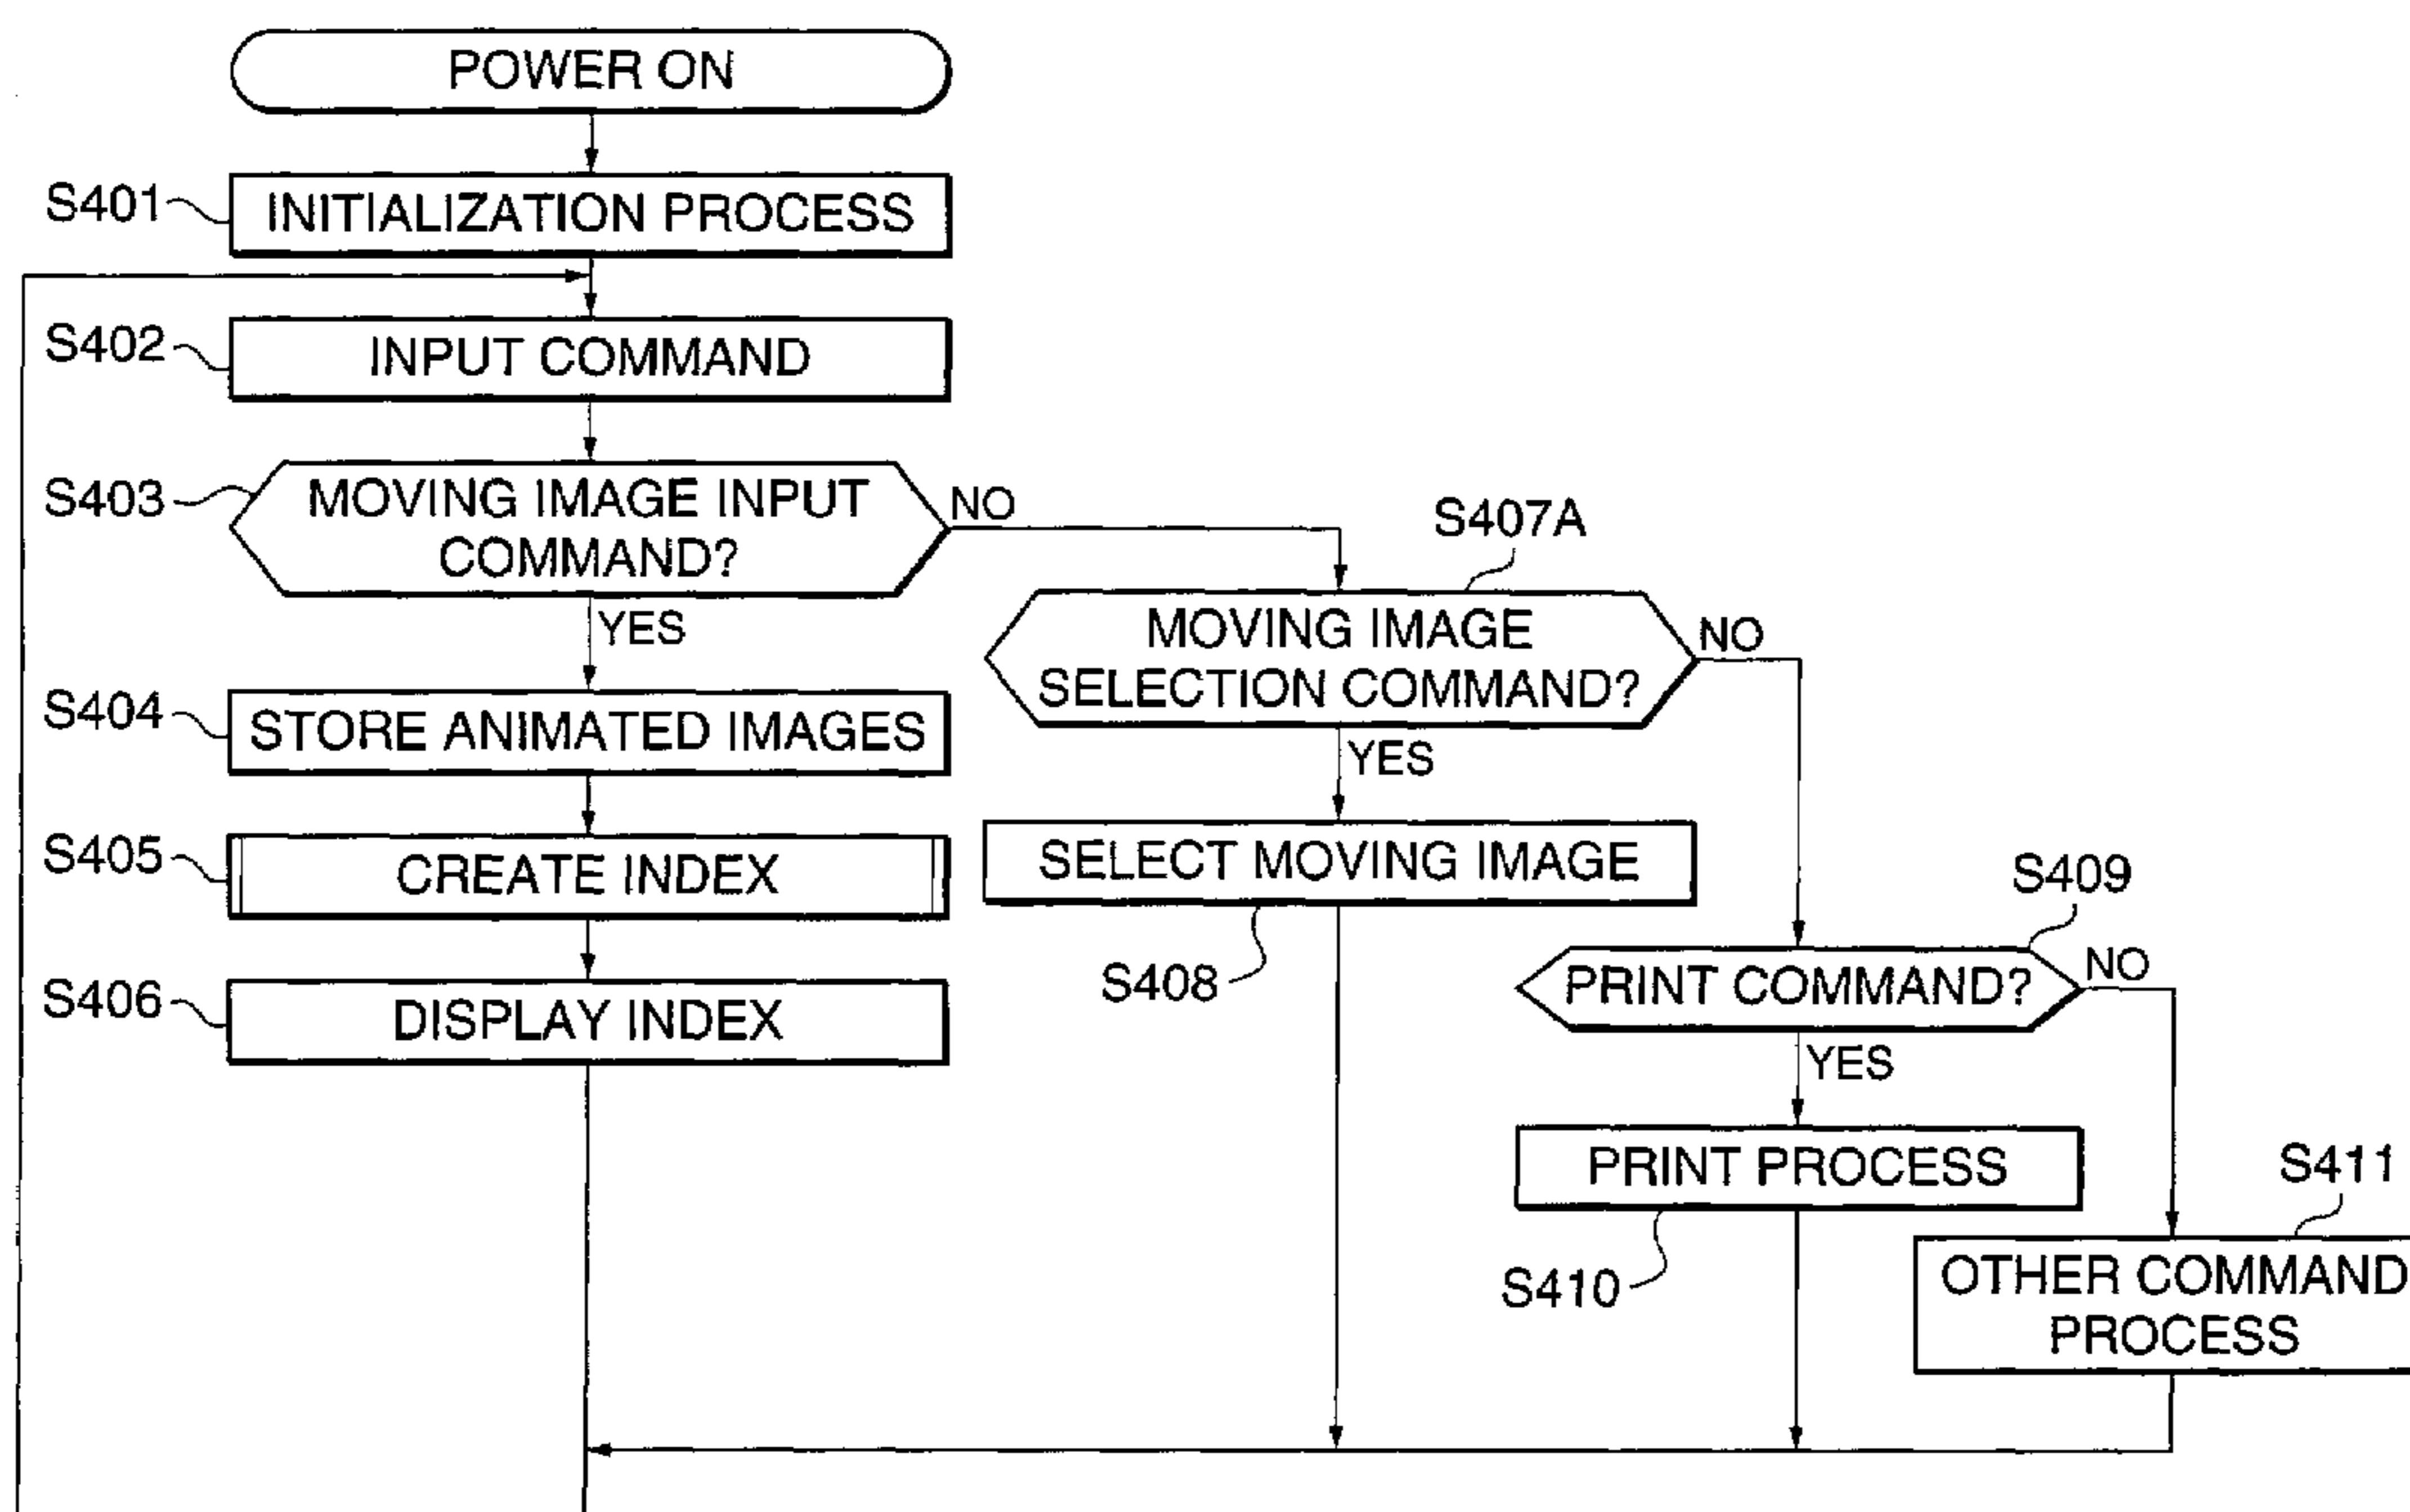 POWER ON
S401
INITIALIZATION PROCESS
S402
INPUT COMMAND
S403
MOVING IMAGE INPUT
COMMAND?
NO
YES
S407A
MOVING IMAGE
SELECTION COMMAND?
NO
YES
S404
STORE ANIMATED IMAGES
S405
CREATE INDEX
S406
DISPLAY INDEX
SELECT MOVING IMAGE
S408
S409
PRINT COMMAND?
NO
YES
PRINT PROCESS
S410
S411
OTHER COMMAND
PROCESS